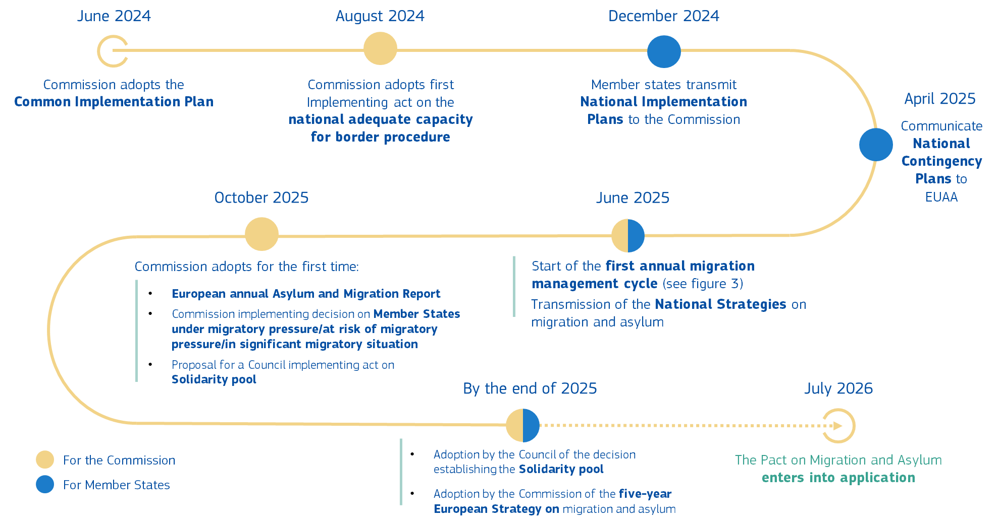 June 2024
Commission adopts the
Common Implementation Plan
August 2024
Commission adopts first
Implementing act on the
national adequate capacity
for border procedure
December 2024
Member states transmit
National Implementation
Plans to the Commission
April 2025
Communicate
National
Contingency
Plans to
EUAA
June 2025
Start of the first annual migration
management cycle (see figure 3)
Transmission of the National Strategies on
migration and asylum
October 2025
Commission adopts for the first time:
• European annual Asylum and Migration Report
• Commission implementing decision on Member States
under migratory pressure/at risk of migratory
pressure/in significant migratory situation
• Proposal for a Council implementing act on
Solidarity pool
By the end of 2025
• Adoption by the Council of the decision
establishing the Solidarity pool
• Adoption by the Commission of the five-year
European Strategy on migration and asylum
July 2026
The Pact on Migration and Asylum
enters into application
For the Commission
For Member States